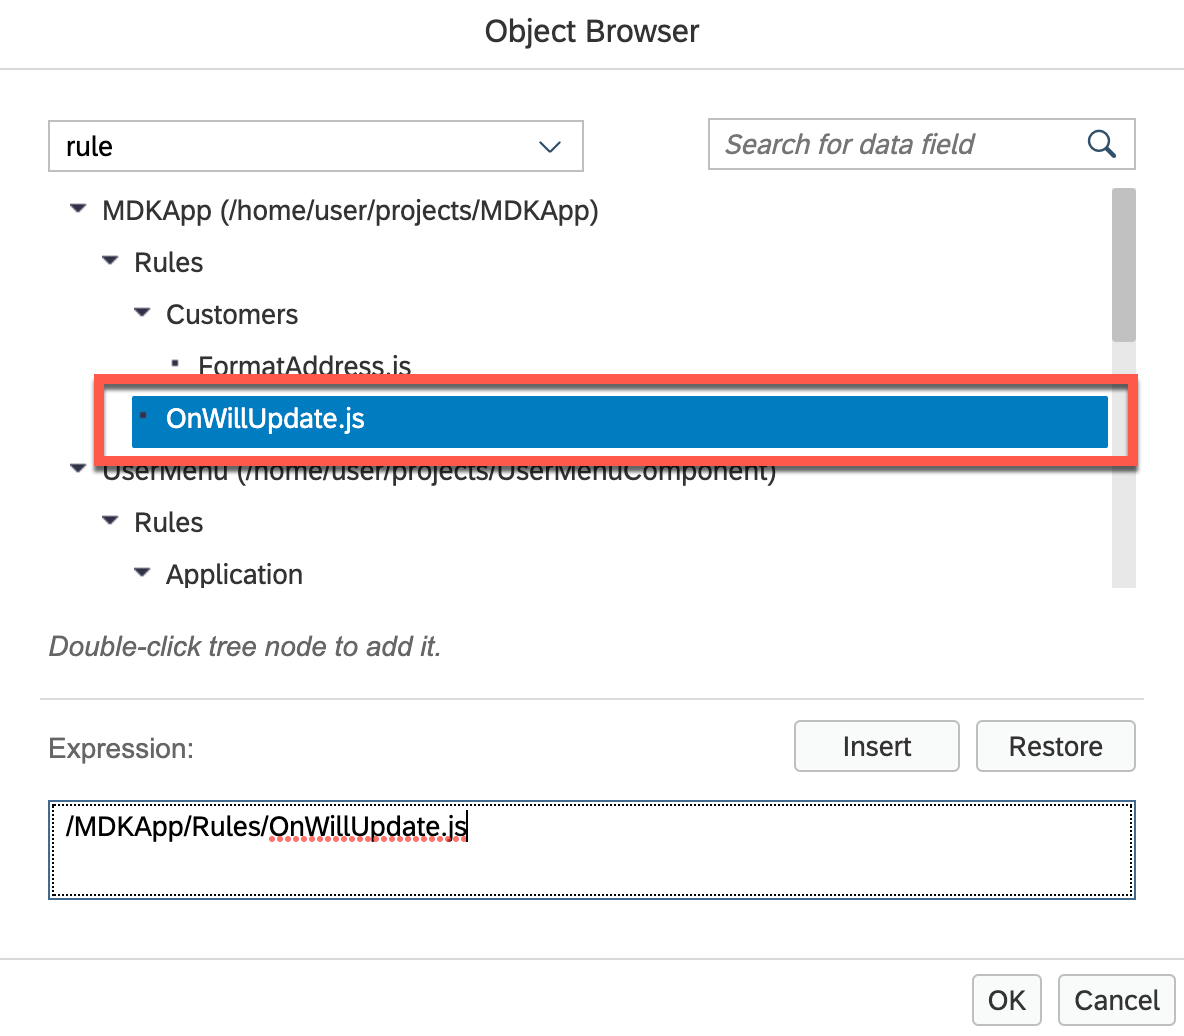 Object Browser
rule
Search for data field
MDKApp (/home/user/projects/MDKApp)
Rules
Customers
FormatAddress.js
OnWillUpdate.js
UserMenu (/home/user/projects/UserMenuComponent)
Rules
Application
Double-click tree node to add it.
Expression:
Insert
Restore
/MDKApp/Rules/OnWillUpdate.js
OK
Cancel